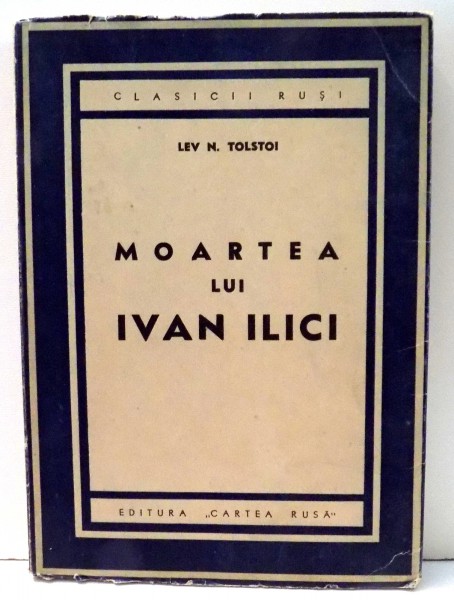 CLASICII RUȘI
LEV N. TOLSTOI
MOARTEA
LUI
IVAN ILICI
EDITURA „CARTEA RUSĂ"